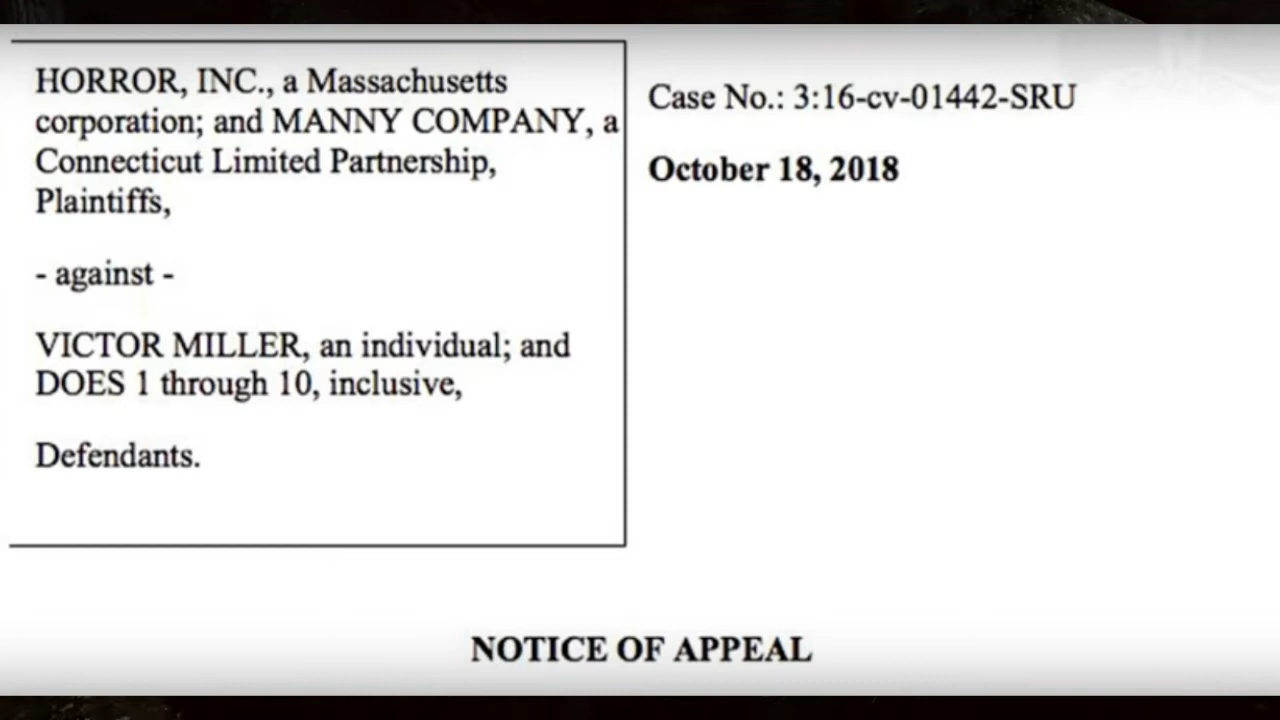 HORROR, INC., a Massachusetts
corporation; and MANNY COMPANY, a
Connecticut Limited Partnership,
Plaintiffs,
- against -
VICTOR MILLER, an individual; and
DOES 1 through 10, inclusive,
Defendants.
Case No.: 3:16-cv-01442-SRU
October 18, 2018
NOTICE OF APPEAL